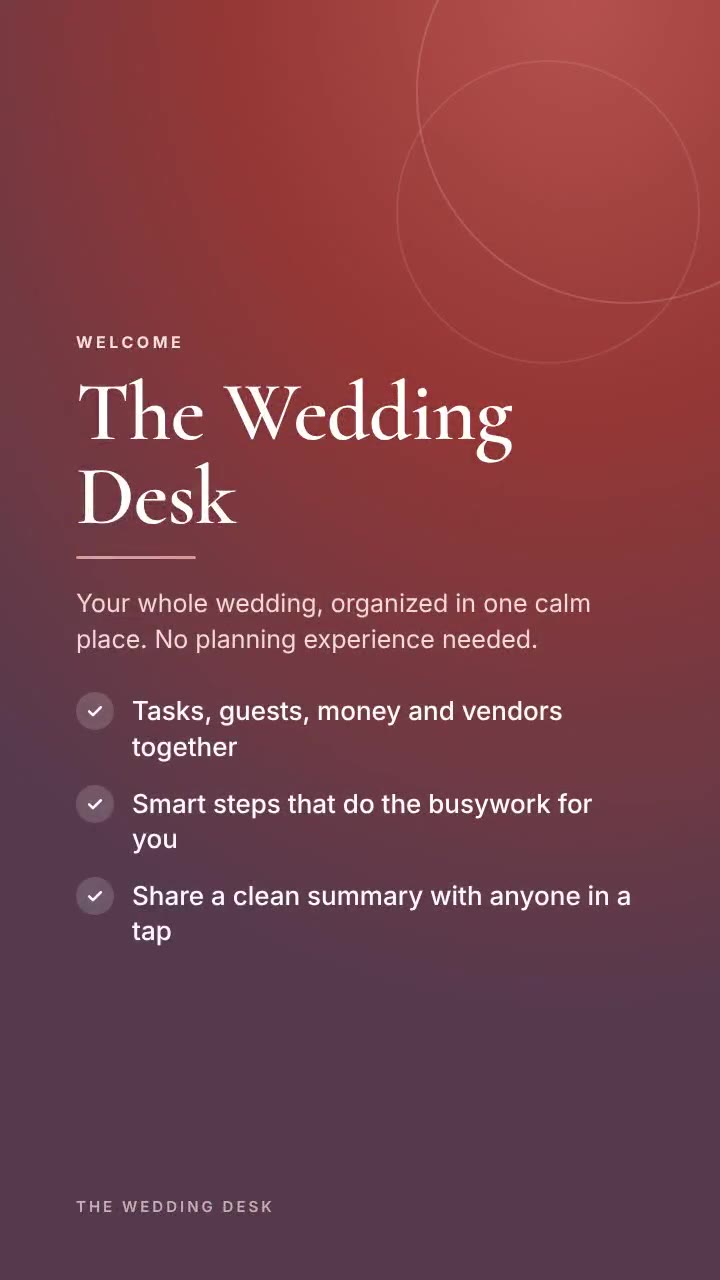 WELCOME
The Wedding
Desk
Your whole wedding, organized in one calm
place. No planning experience needed.
Tasks, guests, money and vendors
together
Smart steps that do the busywork for
you
Share a clean summary with anyone in a
tap
THE WEDDING DESK